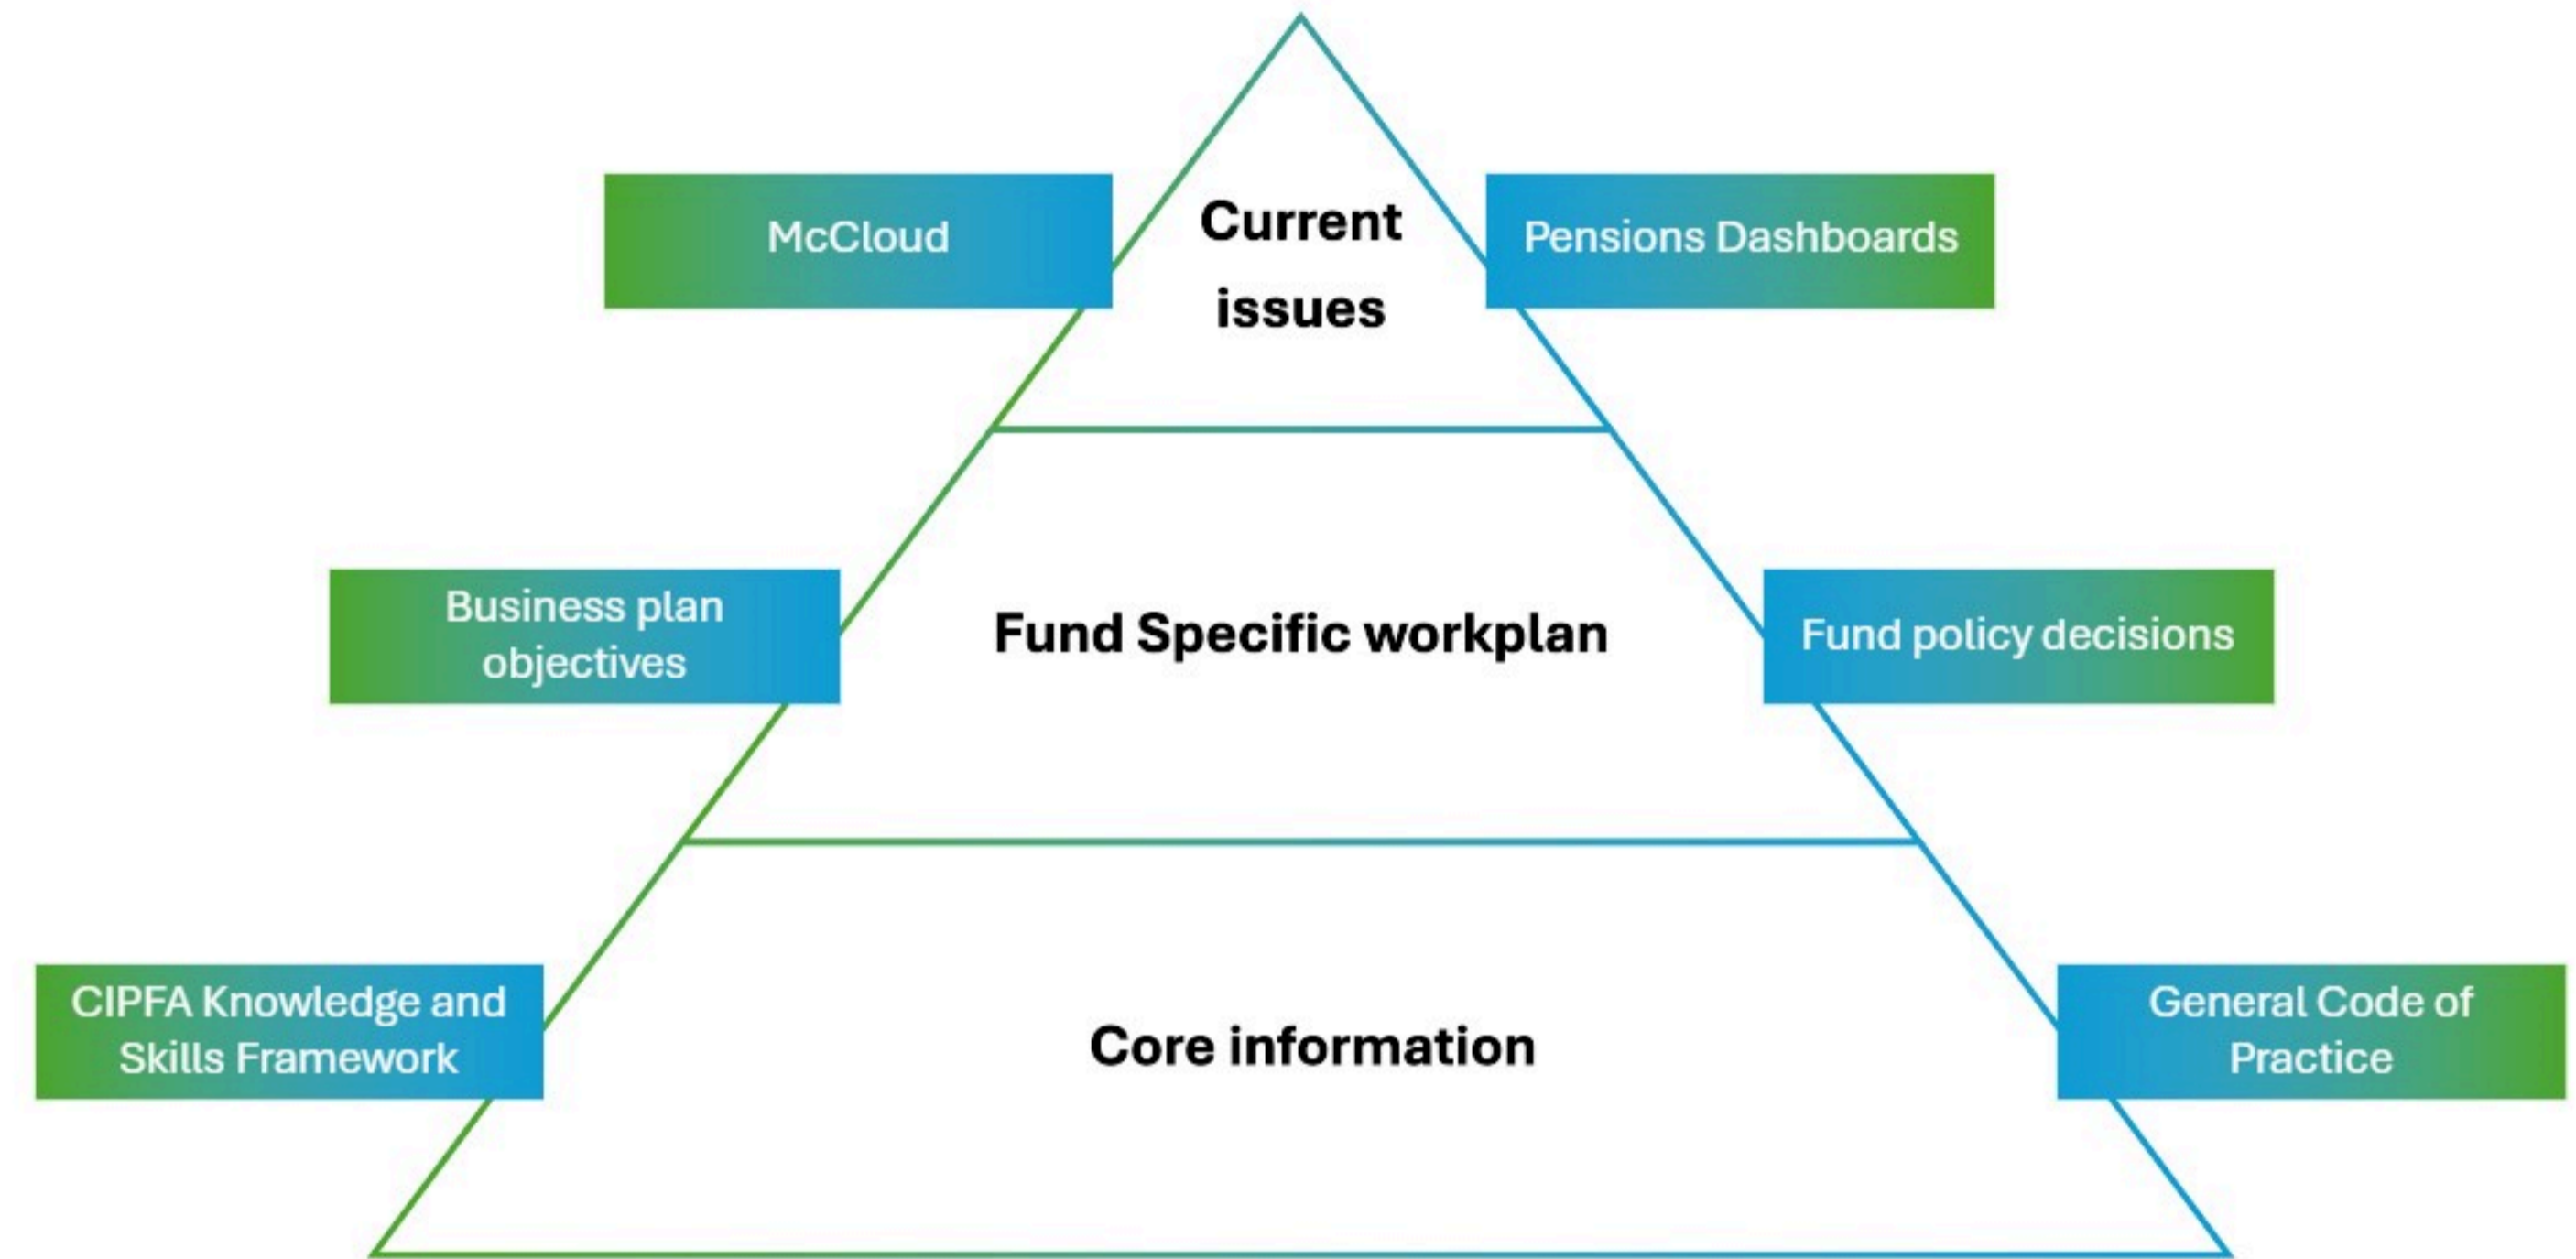 McCloud
Current
issues
Pensions Dashboards
Business plan
objectives
Fund Specific workplan
Fund policy decisions
CIPFA Knowledge and
Skills Framework
Core information
General Code of
Practice